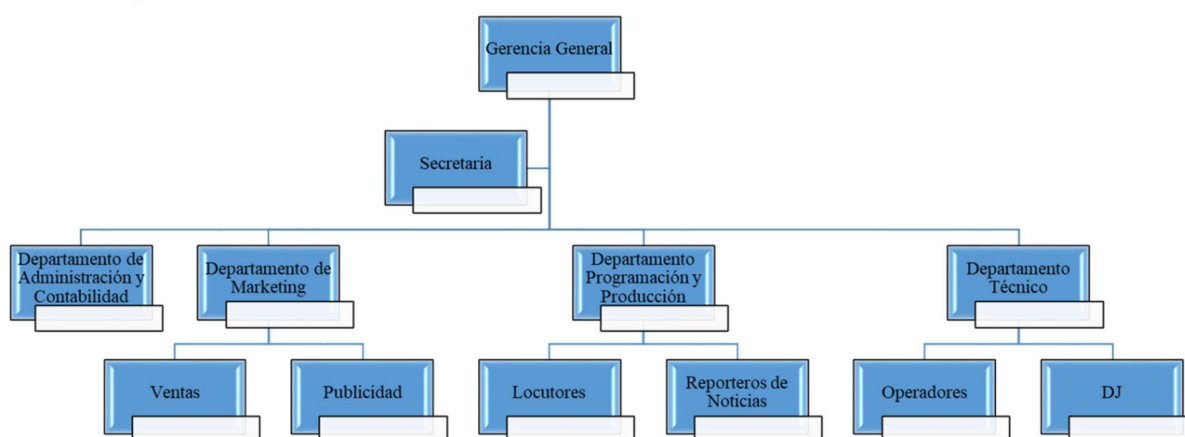 Gerencia General
Secretaria
Departamento de
Administración y
Contabilidad
Departamento de
Marketing
Departamento
Programación y
Producción
Departamento
Técnico
Ventas
Publicidad
Locutores
Reporteros de
Noticias
Operadores
DJ